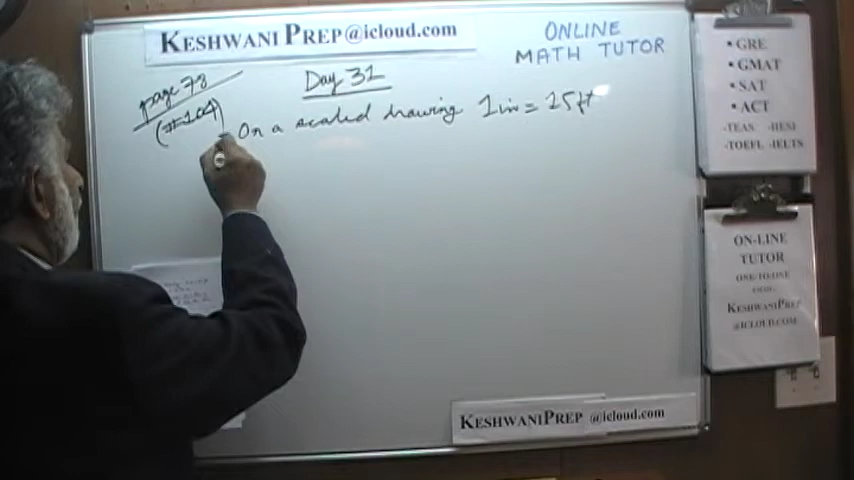 KESHWANI PREP@icloud.com
ONLINE
MATH TUTOR
page 78
Day 31
(#104)
On a scaled drawing 1 in = 15 ft
• GRE
• GMAT
• SAT
• ACT
-TEAS -HESI
-TOEFL -IELTS
ON-LINE
TUTOR
ONE-TO-ONE
KESHWANIPREP
@ICLOUD.COM
KESHWANIPREP @icloud.com